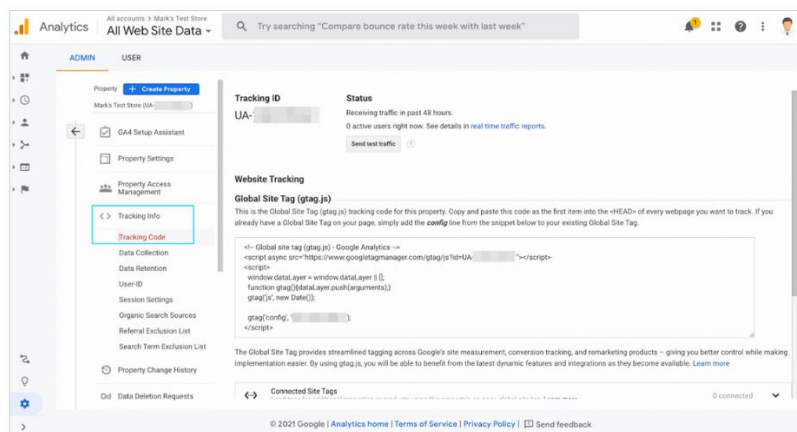 Analytics
All accounts > Mark's Test Store
All Web Site Data
Try searching "Compare bounce rate this week with last week"
ADMIN
USER
Property
+ Create Property
Mark's Test Store (UA-
GA4 Setup Assistant
Property Settings
Property Access
Management
<> Tracking Info
Tracking Code
Data Collection
Data Retention
User-ID
Session Settings
Organic Search Sources
Referral Exclusion List
Search Term Exclusion List
Property Change History
Dd Data Deletion Requests
Tracking ID
UA-
Status
Receiving traffic in past 48 hours.
0 active users right now. See details in real-time traffic reports.
Send test traffic
Website Tracking
Global Site Tag (gtag.js)
This is the Global Site Tag (gtag.js) tracking code for this property. Copy and paste this code as the first item into the <HEAD> of every webpage you want to track. If you
already have a Global Site Tag on your page, simply add the config line from the snippet below to your existing Global Site Tag.
<!-- Global site tag (gtag.js) - Google Analytics -->
<script async src="https://www.googletagmanager.com/gtag/js?id=UA- "></script>
<script>
window.dataLayer = window.dataLayer || [];
function gtag(){dataLayer.push(arguments);}
gtag('js', new Date());
gtag('config', ' ');
</script>
The Global Site Tag provides streamlined tagging across Google's site measurement, conversion tracking, and remarketing products – giving you better control while making
implementation easier. By using gtag.js, you will be able to benefit from the latest dynamic features and integrations as they become available. Learn more
Connected Site Tags
0 connected
© 2021 Google | Analytics home | Terms of Service | Privacy Policy | Send feedback